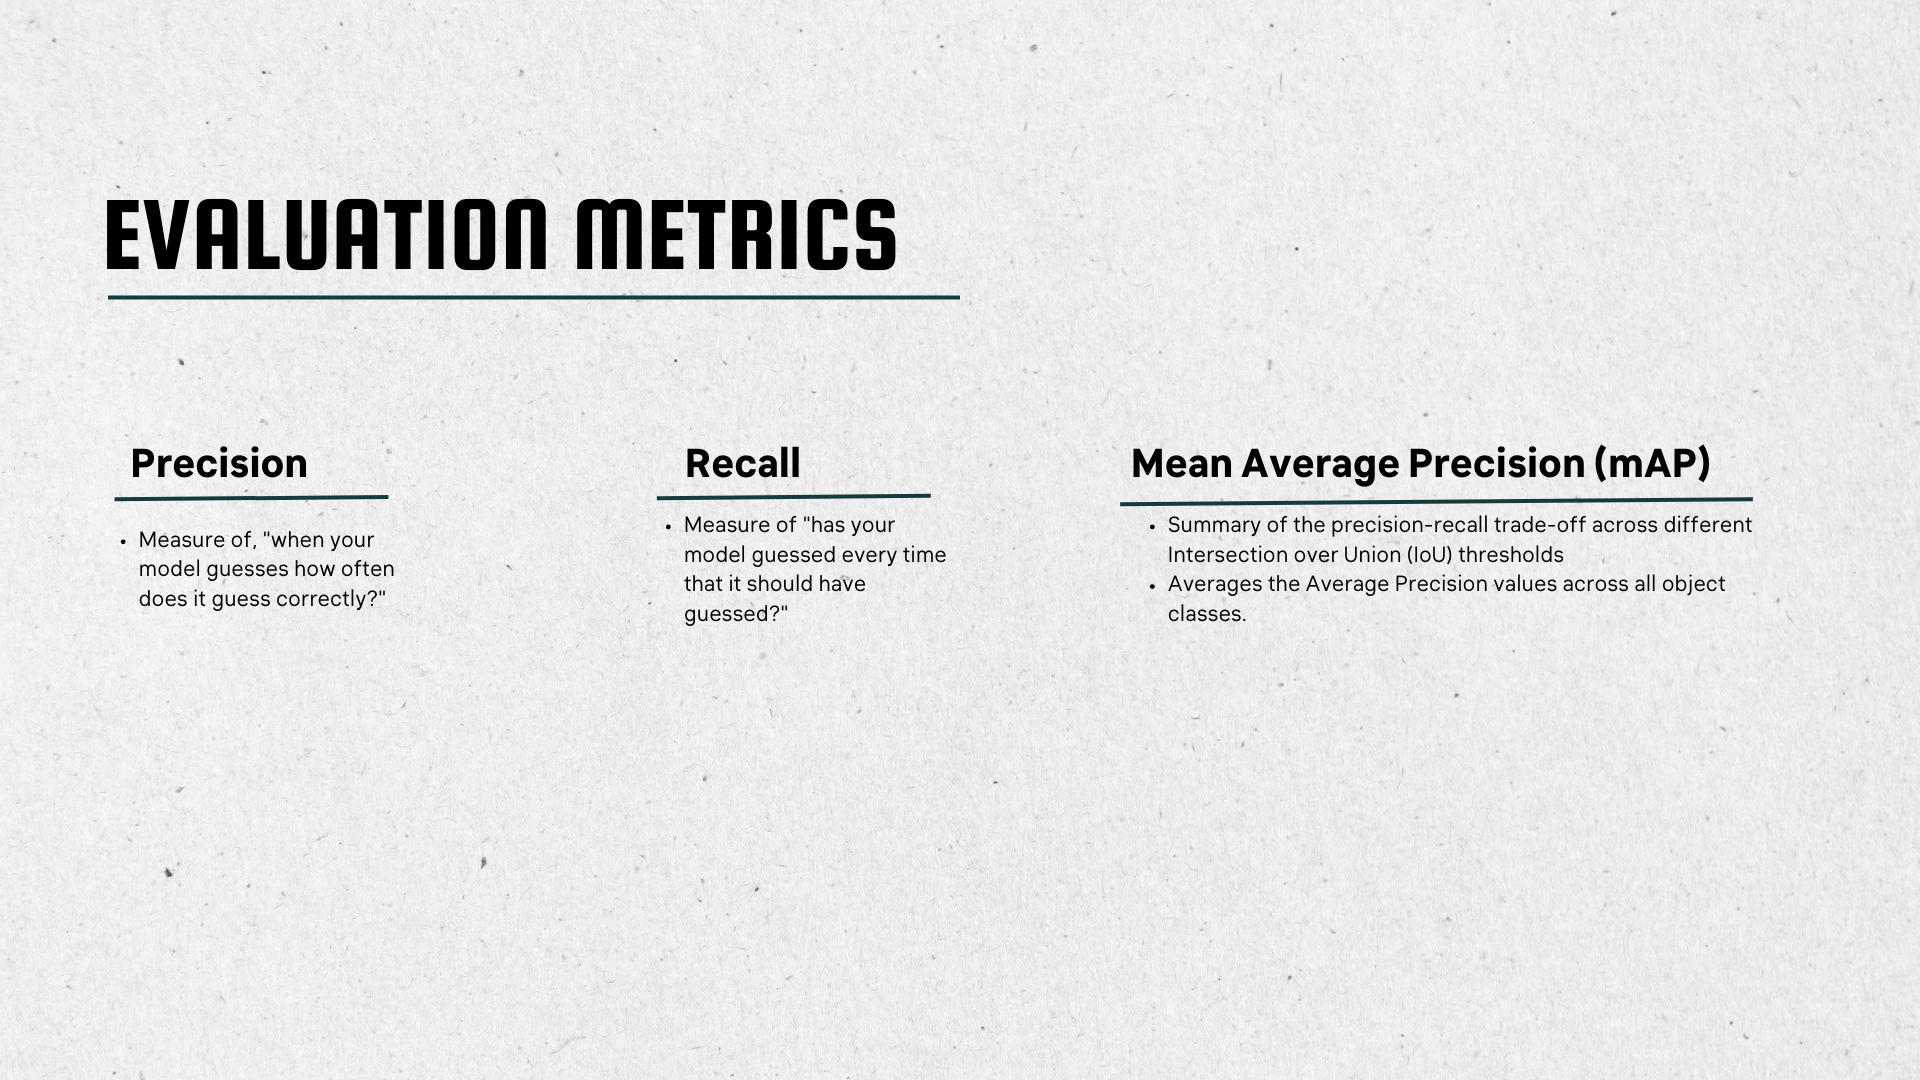 EVALUATION METRICS
Precision
• Measure of, "when your
model guesses how often
does it guess correctly?"
Recall
• Measure of "has your
model guessed every time
that it should have
guessed?"
Mean Average Precision (mAP)
• Summary of the precision-recall trade-off across different
Intersection over Union (IoU) thresholds
• Averages the Average Precision values across all object
classes.